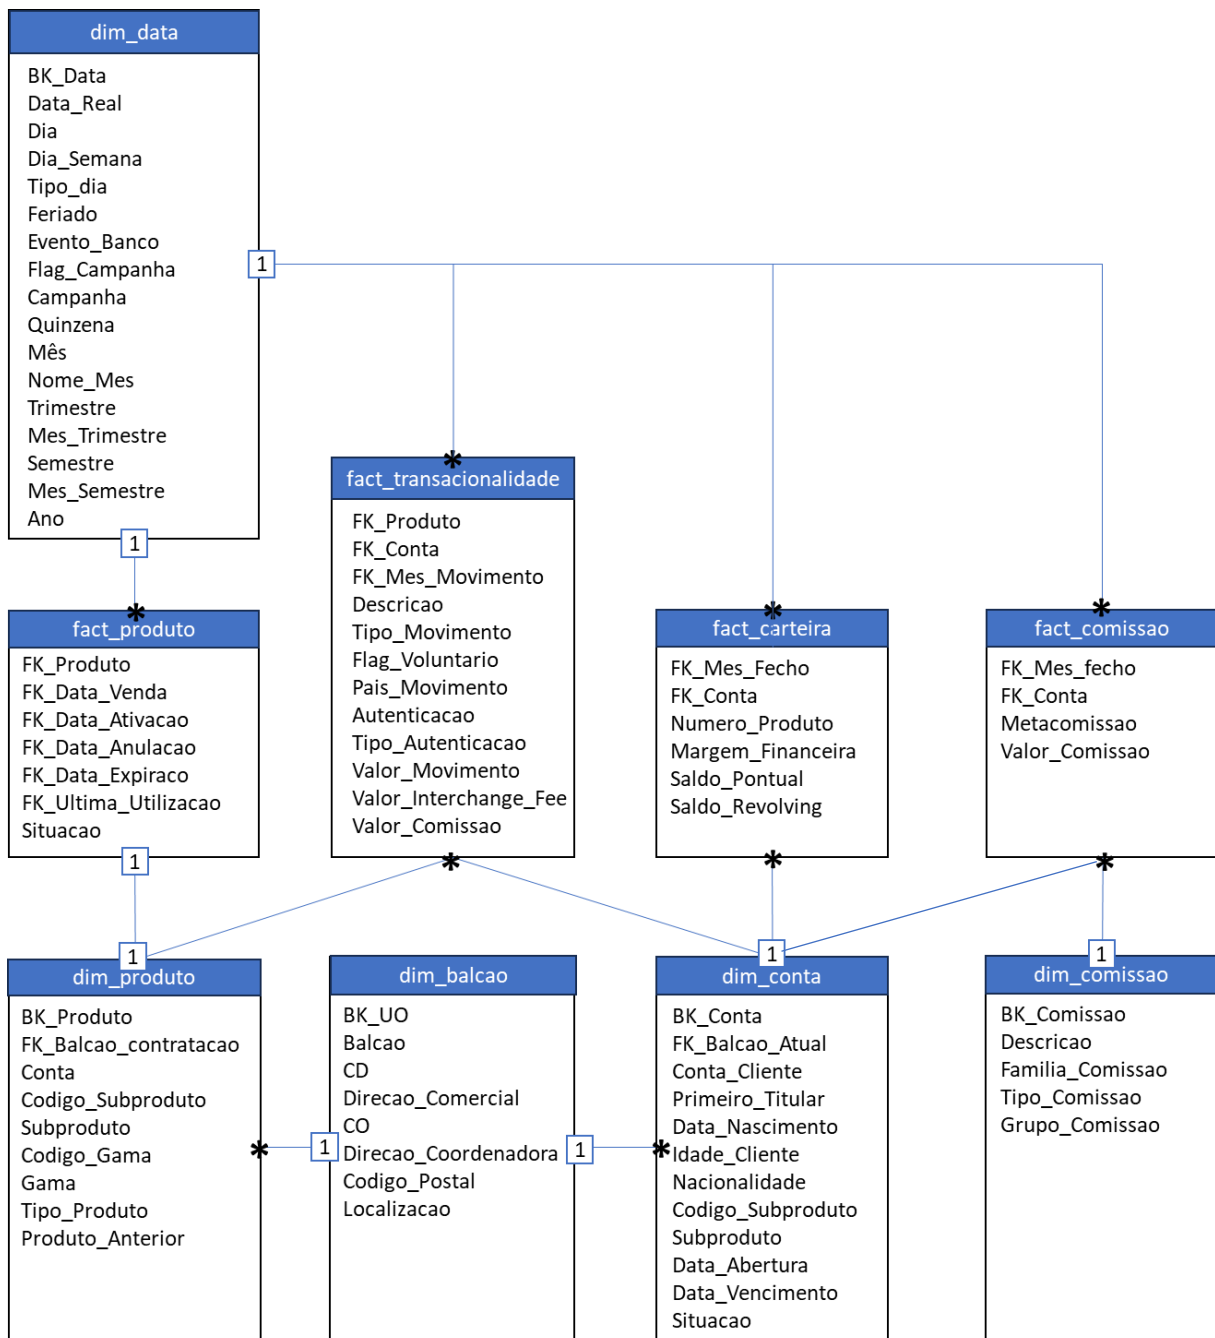 dim_data
BK_Data
Data_Real
Dia
Dia_Semana
Tipo_dia
Feriado
Evento_Banco
Flag_Campanha
Campanha
Quinzena
Mês
Nome_Mes
Trimestre
Mes_Trimestre
Semestre
Mes_Semestre
Ano
1
1
*
*
*
*
fact_produto
FK_Produto
FK_Data_Venda
FK_Data_Ativacao
FK_Data_Anulacao
FK_Data_Expiraco
FK_Ultima_Utilizacao
Situacao
1
fact_transacionalidade
FK_Produto
FK_Conta
FK_Mes_Movimento
Descricao
Tipo_Movimento
Flag_Voluntario
Pais_Movimento
Autenticacao
Tipo_Autenticacao
Valor_Movimento
Valor_Interchange_Fee
Valor_Comissao
*
fact_carteira
FK_Mes_Fecho
FK_Conta
Numero_Produto
Margem_Financeira
Saldo_Pontual
Saldo_Revolving
*
fact_comissao
FK_Mes_fecho
FK_Conta
Metacomissao
Valor_Comissao
*
1
dim_produto
BK_Produto
FK_Balcao_contratacao
Conta
Codigo_Subproduto
Subproduto
Codigo_Gama
Gama
Tipo_Produto
Produto_Anterior
*
1
dim_balcao
BK_UO
Balcao
CD
Direcao_Comercial
CO
Direcao_Coordenadora
Codigo_Postal
Localizacao
1
*
1
dim_conta
BK_Conta
FK_Balcao_Atual
Conta_Cliente
Primeiro_Titular
Data_Nascimento
Idade_Cliente
Nacionalidade
Codigo_Subproduto
Subproduto
Data_Abertura
Data_Vencimento
Situacao
1
dim_comissao
BK_Comissao
Descricao
Familia_Comissao
Tipo_Comissao
Grupo_Comissao